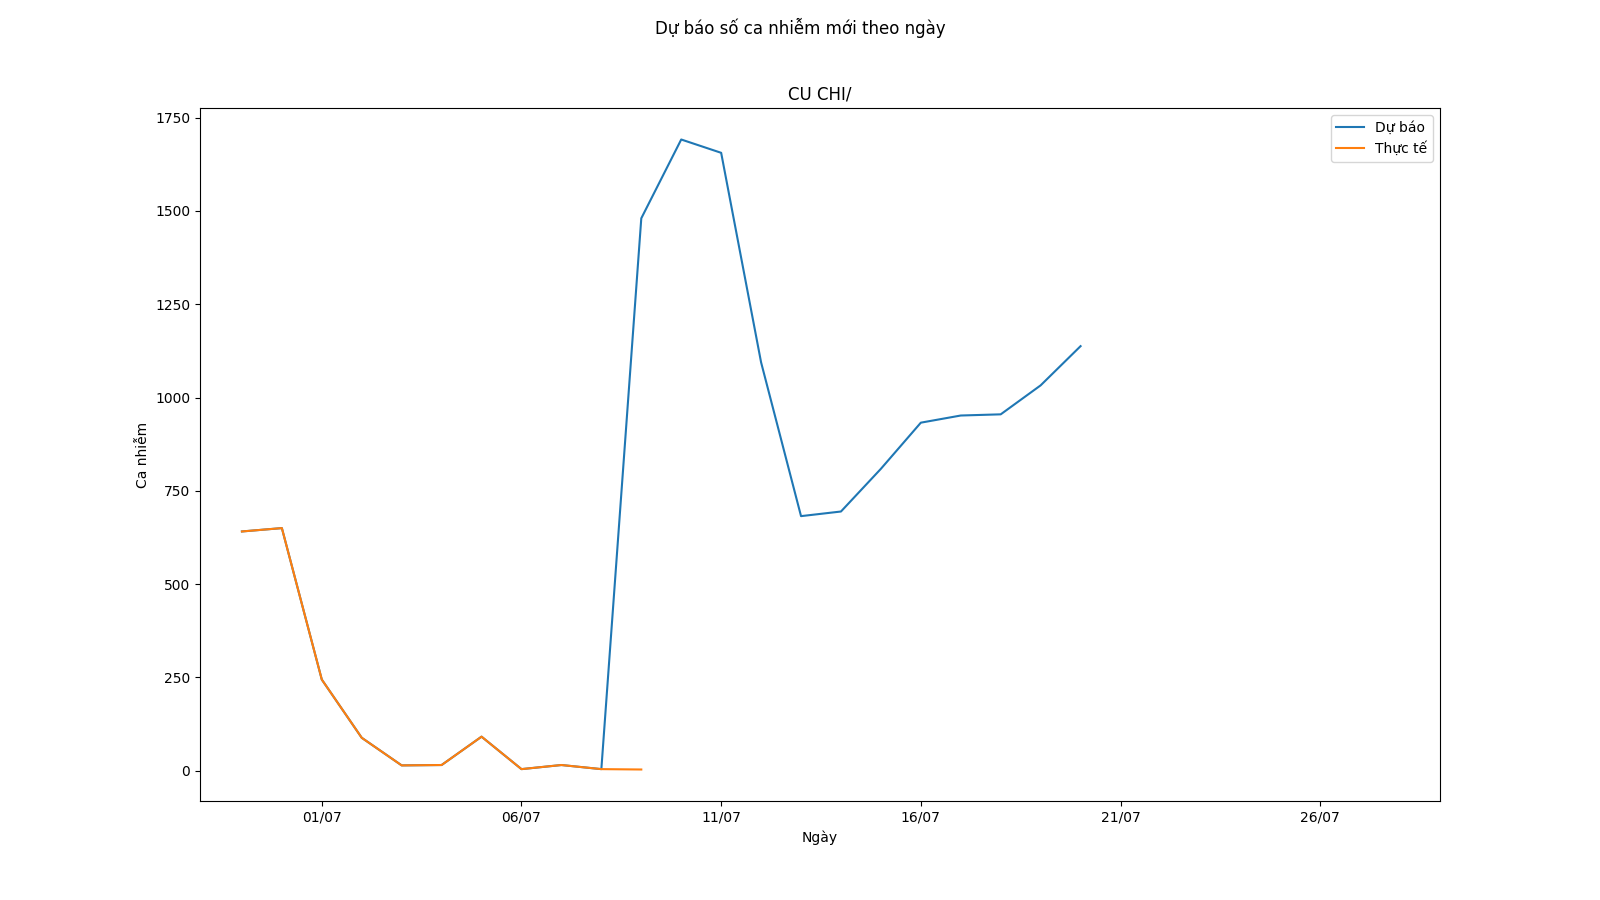 Dự báo số ca nhiễm mới theo ngày
CU CHI/
Dự báo
Thực tế
Ca nhiễm
1750
1500
1250
1000
750
500
250
0
01/07
06/07
11/07
16/07
21/07
26/07
Ngày